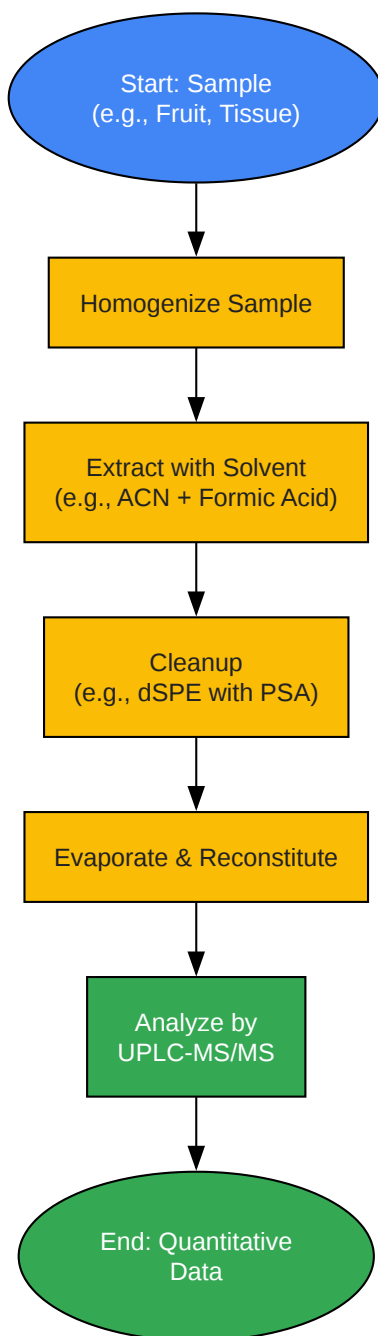 Start: Sample
(e.g., Fruit, Tissue)
Homogenize Sample
Extract with Solvent
(e.g., ACN + Formic Acid)
Cleanup
(e.g., dSPE with PSA)
Evaporate & Reconstitute
Analyze by
UPLC-MS/MS
End: Quantitative
Data